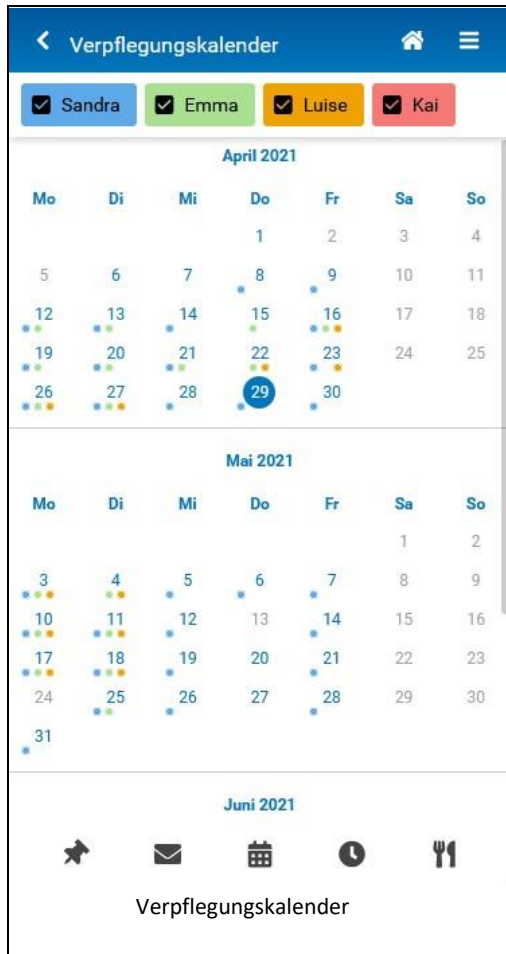 Verpflegungskalender
Sandra Emma Luise Kai
April 2021
Mo Di Mi Do Fr Sa So
1 2 3 4
5 6 7 8 9 10 11
12 13 14 15 16 17 18
19 20 21 22 23 24 25
26 27 28 29 30
Mai 2021
Mo Di Mi Do Fr Sa So
1 2
3 4 5 6 7 8 9
10 11 12 13 14 15 16
17 18 19 20 21 22 23
24 25 26 27 28 29 30
31
Juni 2021
Verpflegungskalender